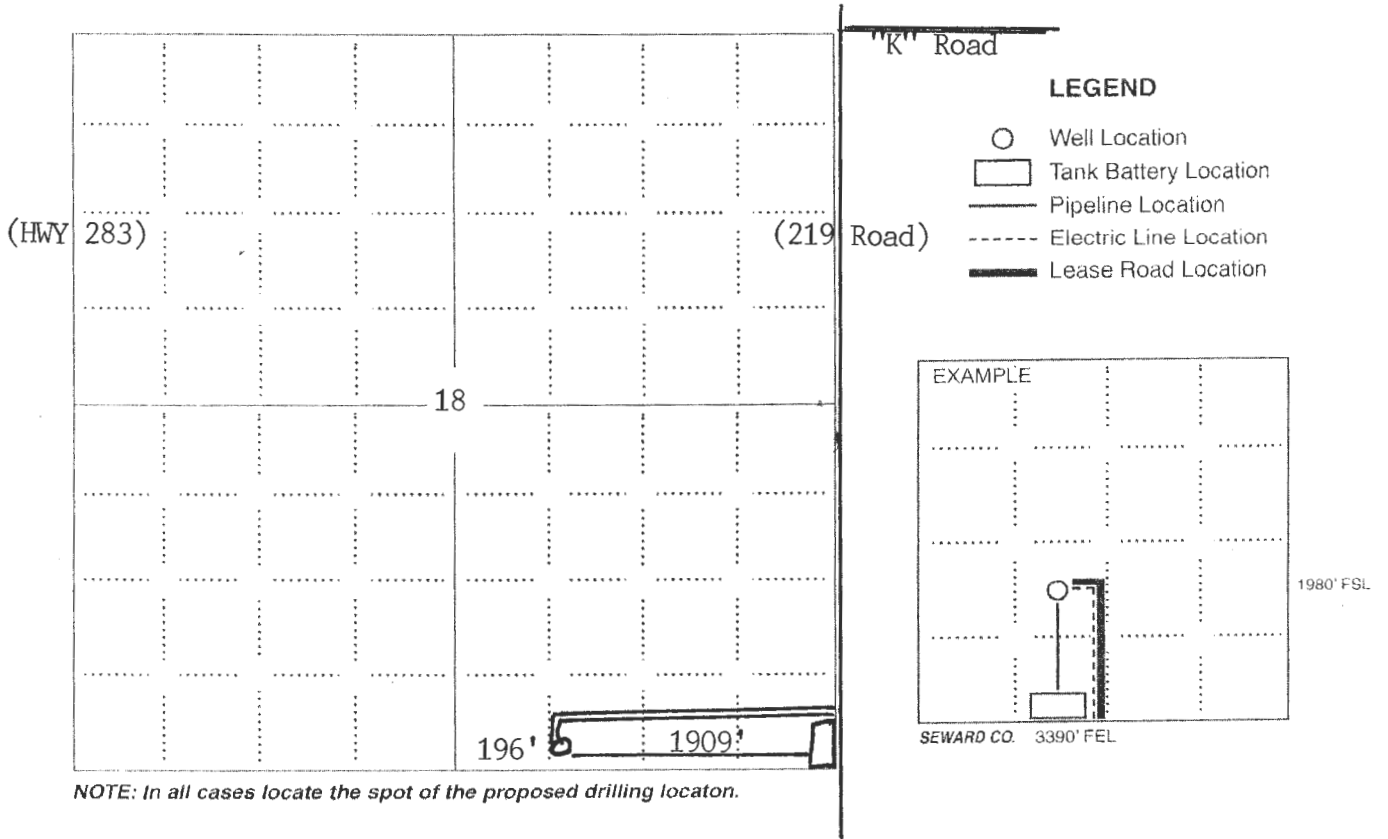 "K" Road
LEGEND
Well Location
Tank Battery Location
Pipeline Location
Electric Line Location
Lease Road Location
(HWY 283)
(219 Road)
18
EXAMPLE
1980' FSL
SEWARD CO. 3390' FEL
196'
1909'
NOTE: In all cases locate the spot of the proposed drilling locaton.